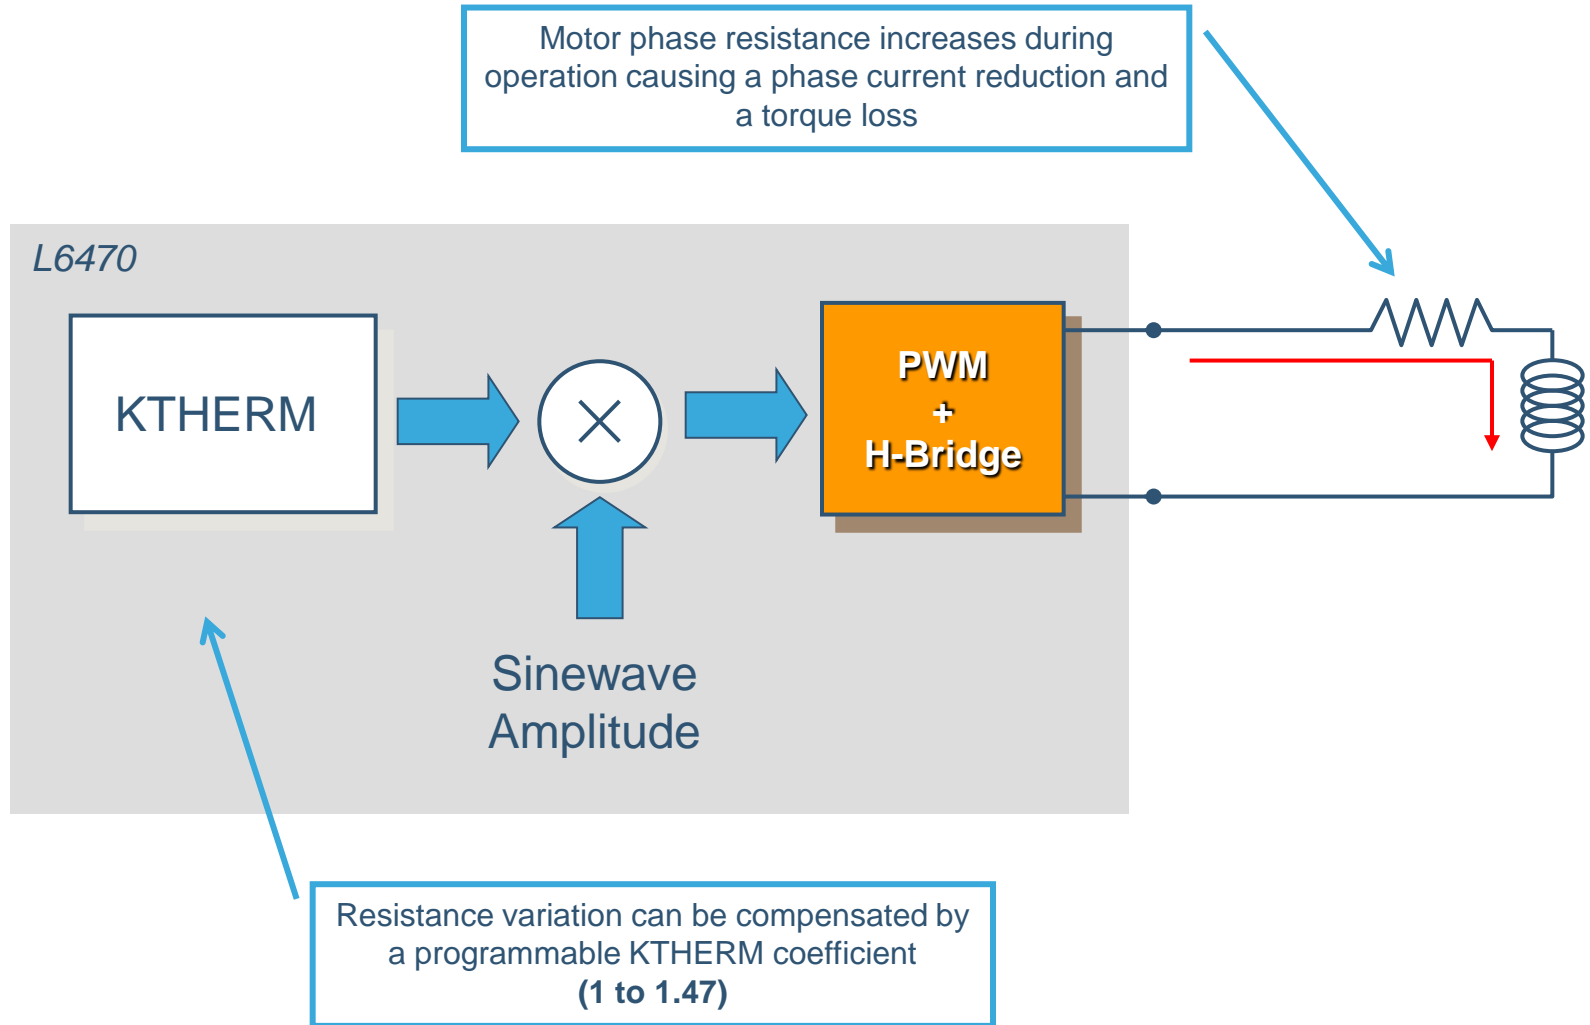 Motor phase resistance increases during
operation causing a phase current reduction and
a torque loss
L6470
KTHERM
PWM
+
H-Bridge
Sinewave
Amplitude
Resistance variation can be compensated by
a programmable KTHERM coefficient
(1 to 1.47)